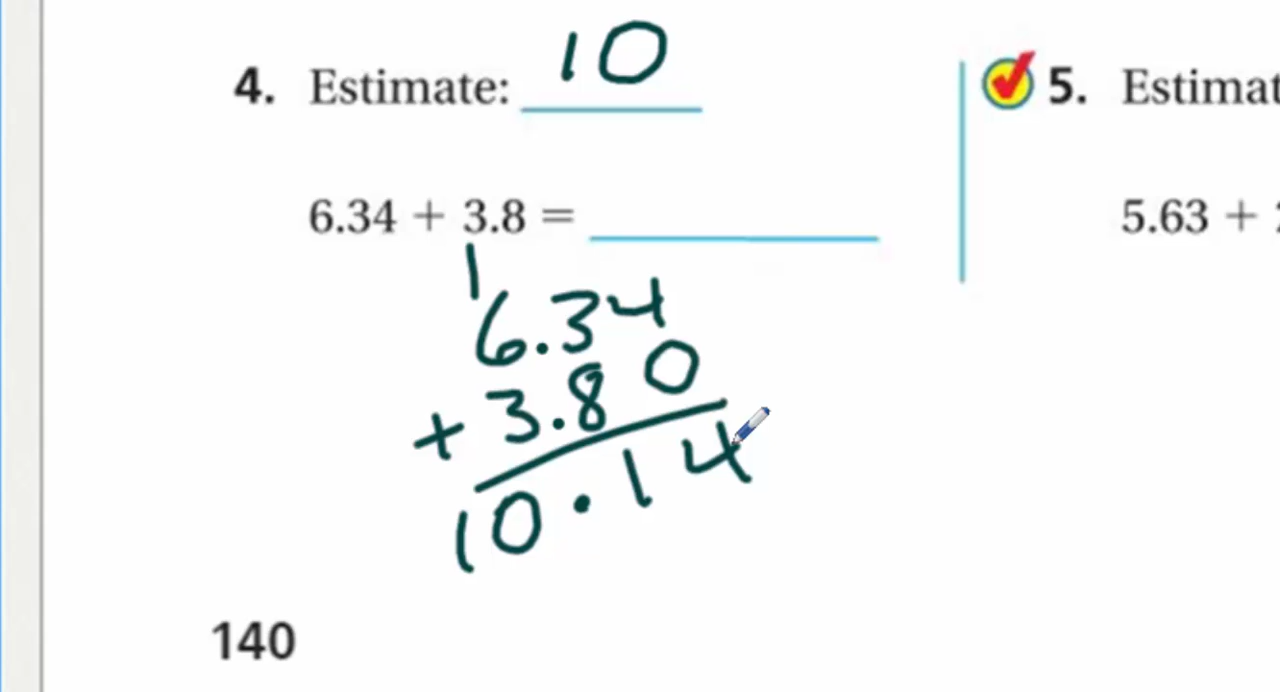 4. Estimate: 10
6.34 + 3.8 =
1
6.34
+ 3.80
10.14
5. Estimat
5.63 +
140